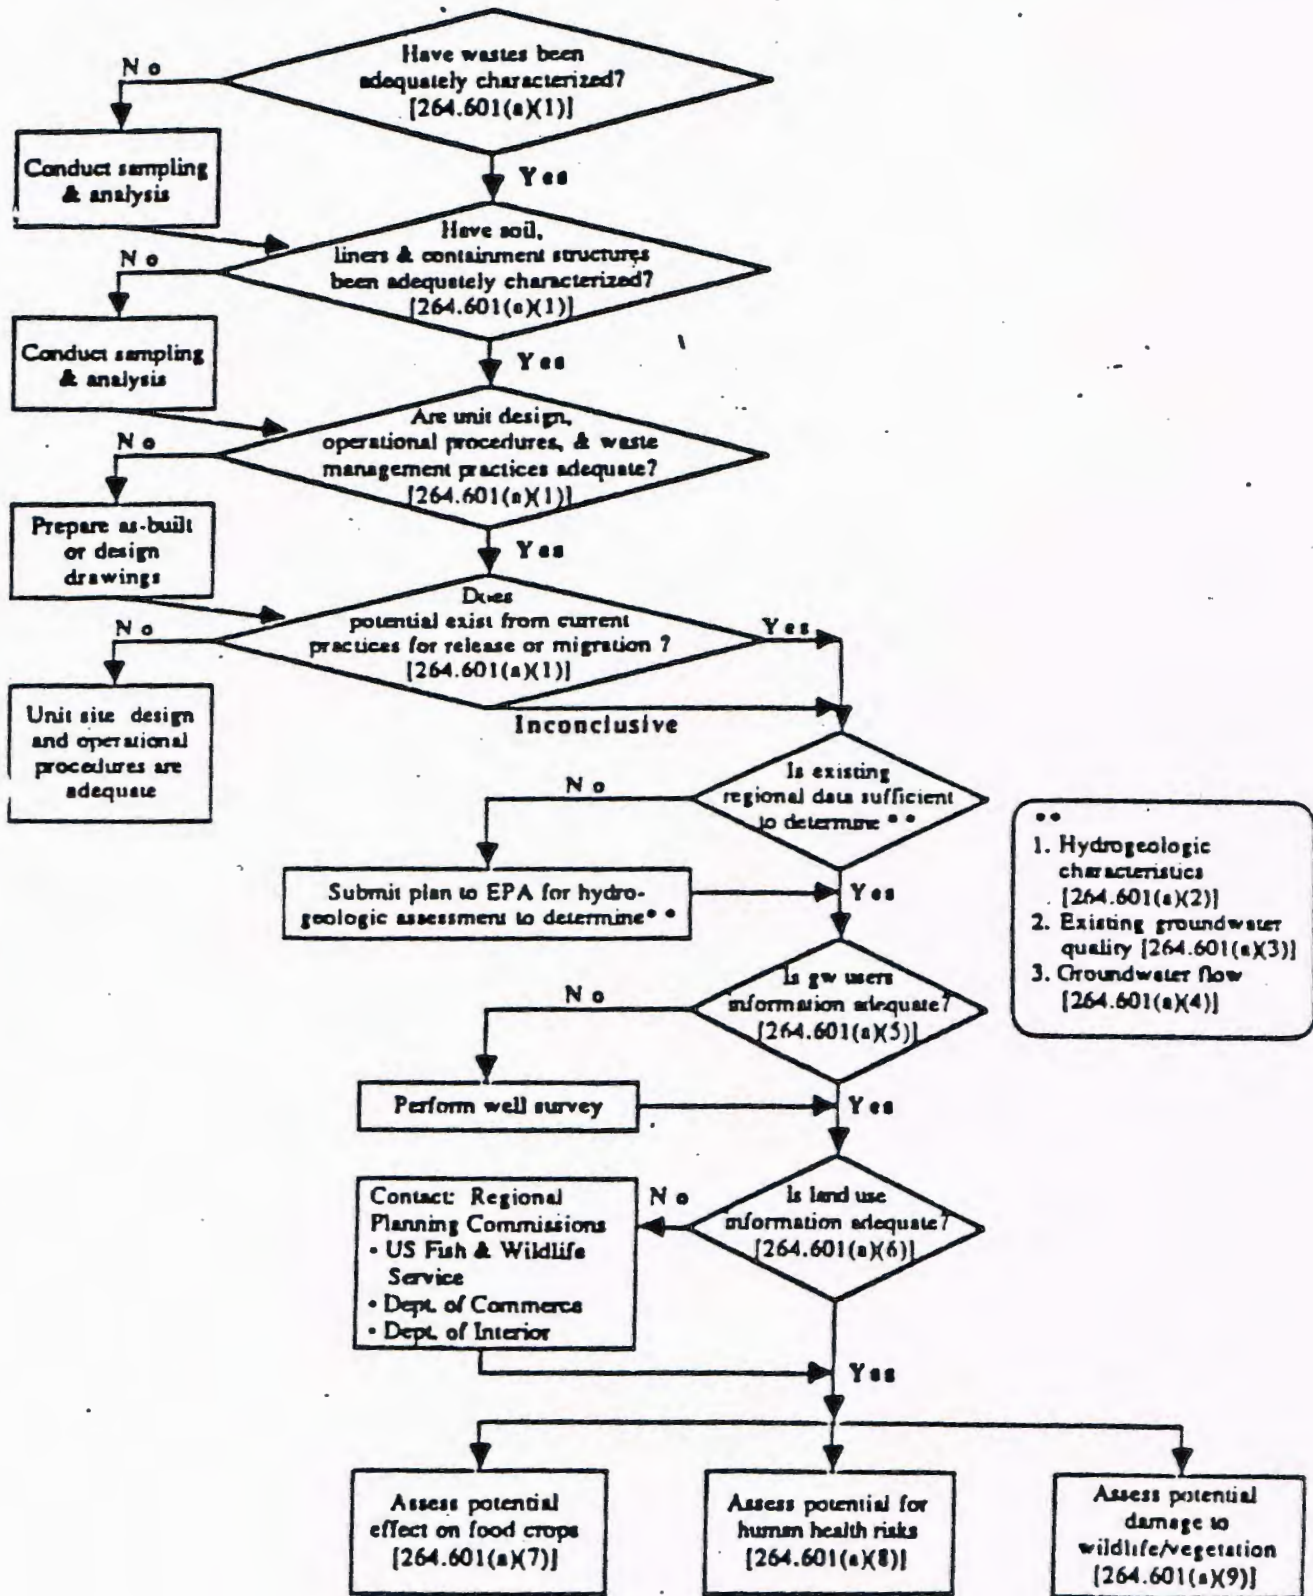 Have wastes been
adequately characterized?
[264.601(a)(1)]
No
Conduct sampling
& analysis
Yes
Have soil,
liners & containment structures
been adequately characterized?
[264.601(a)(1)]
No
Conduct sampling
& analysis
Yes
Are unit design,
operational procedures, & waste
management practices adequate?
[264.601(a)(1)]
No
Prepare as-built
or design
drawings
Yes
Does
potential exist from current
practices for release or migration ?
[264.601(a)(1)]
No
Yes
Unit site design
and operational
procedures are
adequate
Inconclusive
Is existing
regional data sufficient
to determine **
No
**
1. Hydrogeologic
characteristics
[264.601(a)(2)]
2. Existing groundwater
quality [264.601(a)(3)]
3. Groundwater flow
[264.601(a)(4)]
Submit plan to EPA for hydro-
geologic assessment to determine**
Yes
Is gw users
information adequate?
[264.601(a)(5)]
No
Perform well survey
Yes
Is land use
information adequate?
[264.601(a)(6)]
No
Contact: Regional
Planning Commissions
• US Fish & Wildlife
Service
• Dept. of Commerce
• Dept. of Interior
Yes
Assess potential
effect on food crops
[264.601(a)(7)]
Assess potential for
human health risks
[264.601(a)(8)]
Assess potential
damage to
wildlife/vegetation
[264.601(a)(9)]